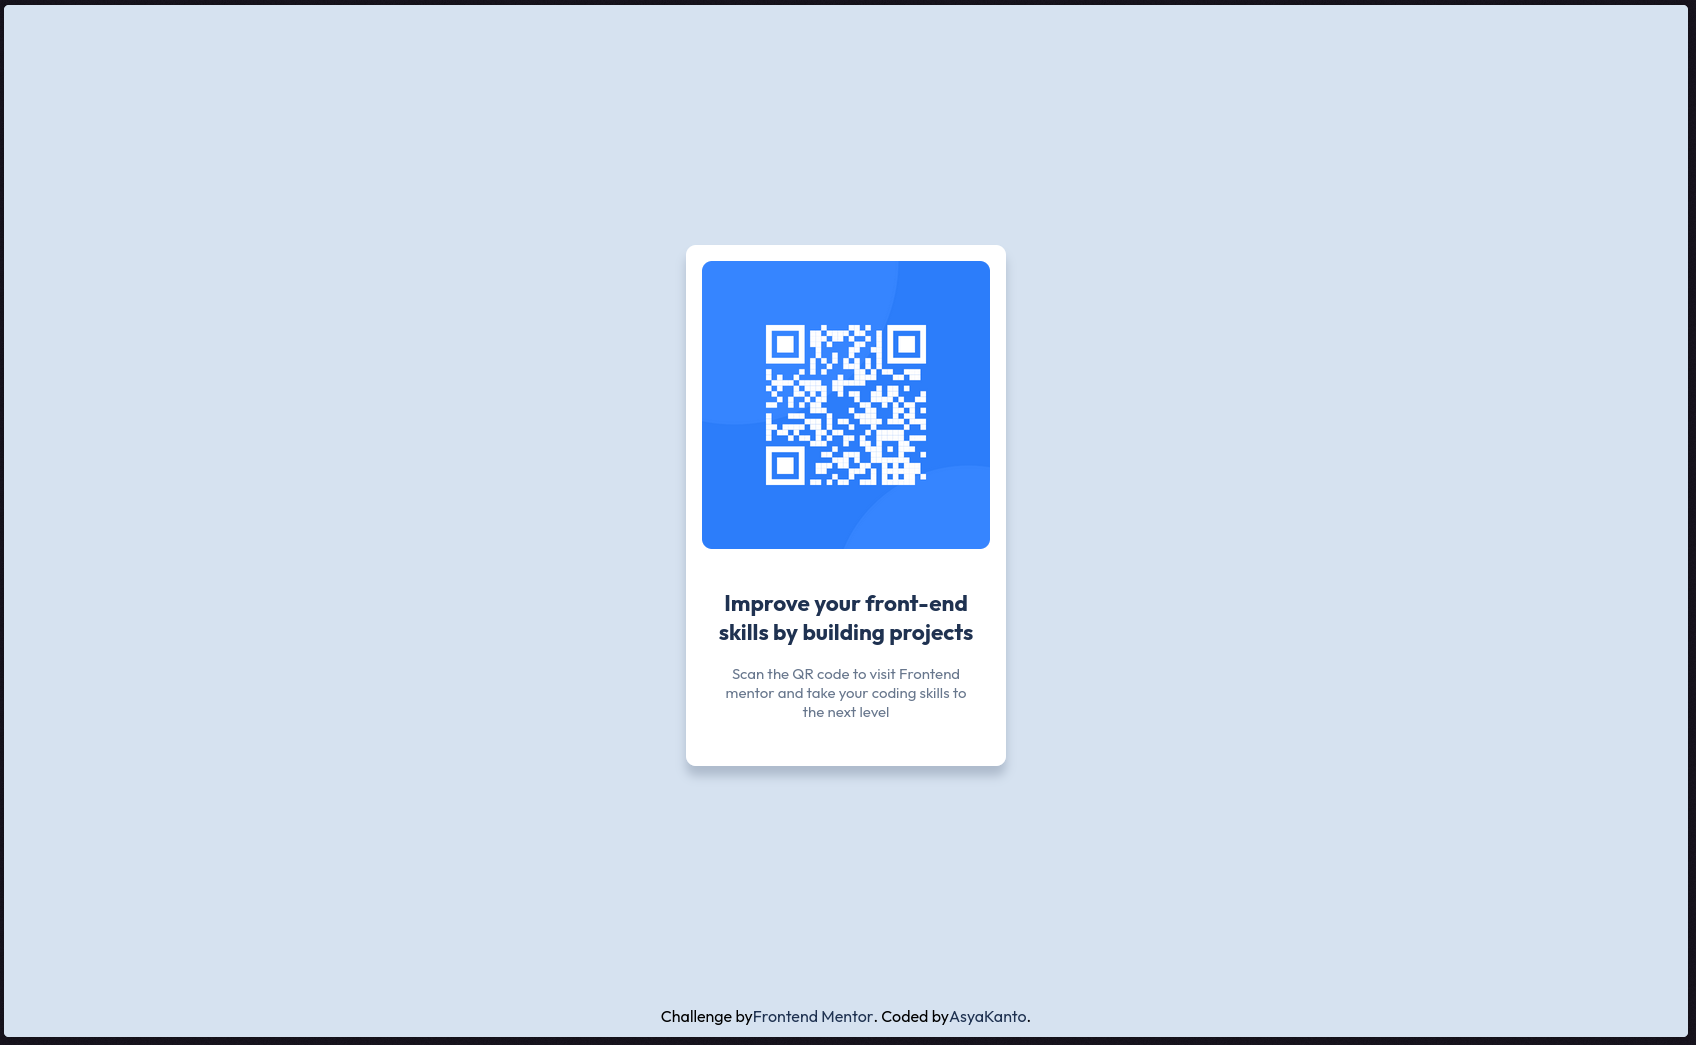 Improve your front-end
skills by building projects
Scan the QR code to visit Frontend
mentor and take your coding skills to
the next level
Challenge byFrontend Mentor. Coded byAsyaKanto.